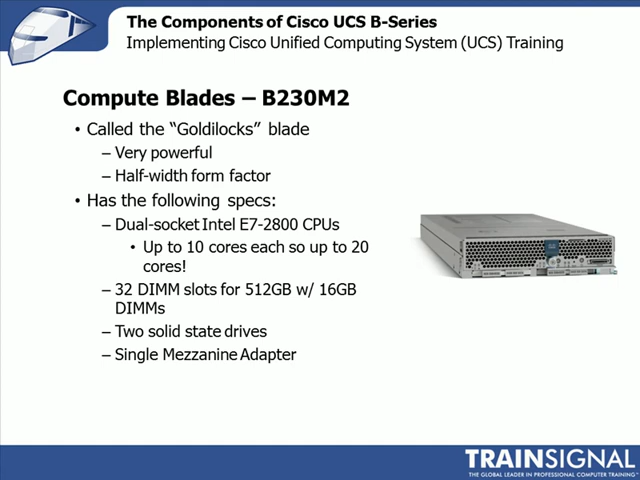 The Components of Cisco UCS B-Series
Implementing Cisco Unified Computing System (UCS) Training
Compute Blades – B230M2
• Called the “Goldilocks” blade
– Very powerful
– Half-width form factor
• Has the following specs:
– Dual-socket Intel E7-2800 CPUs
• Up to 10 cores each so up to 20
cores!
– 32 DIMM slots for 512GB w/ 16GB
DIMMs
– Two solid state drives
– Single Mezzanine Adapter
TRAINSIGNAL
THE GLOBAL LEADER IN PROFESSIONAL COMPUTER TRAINING